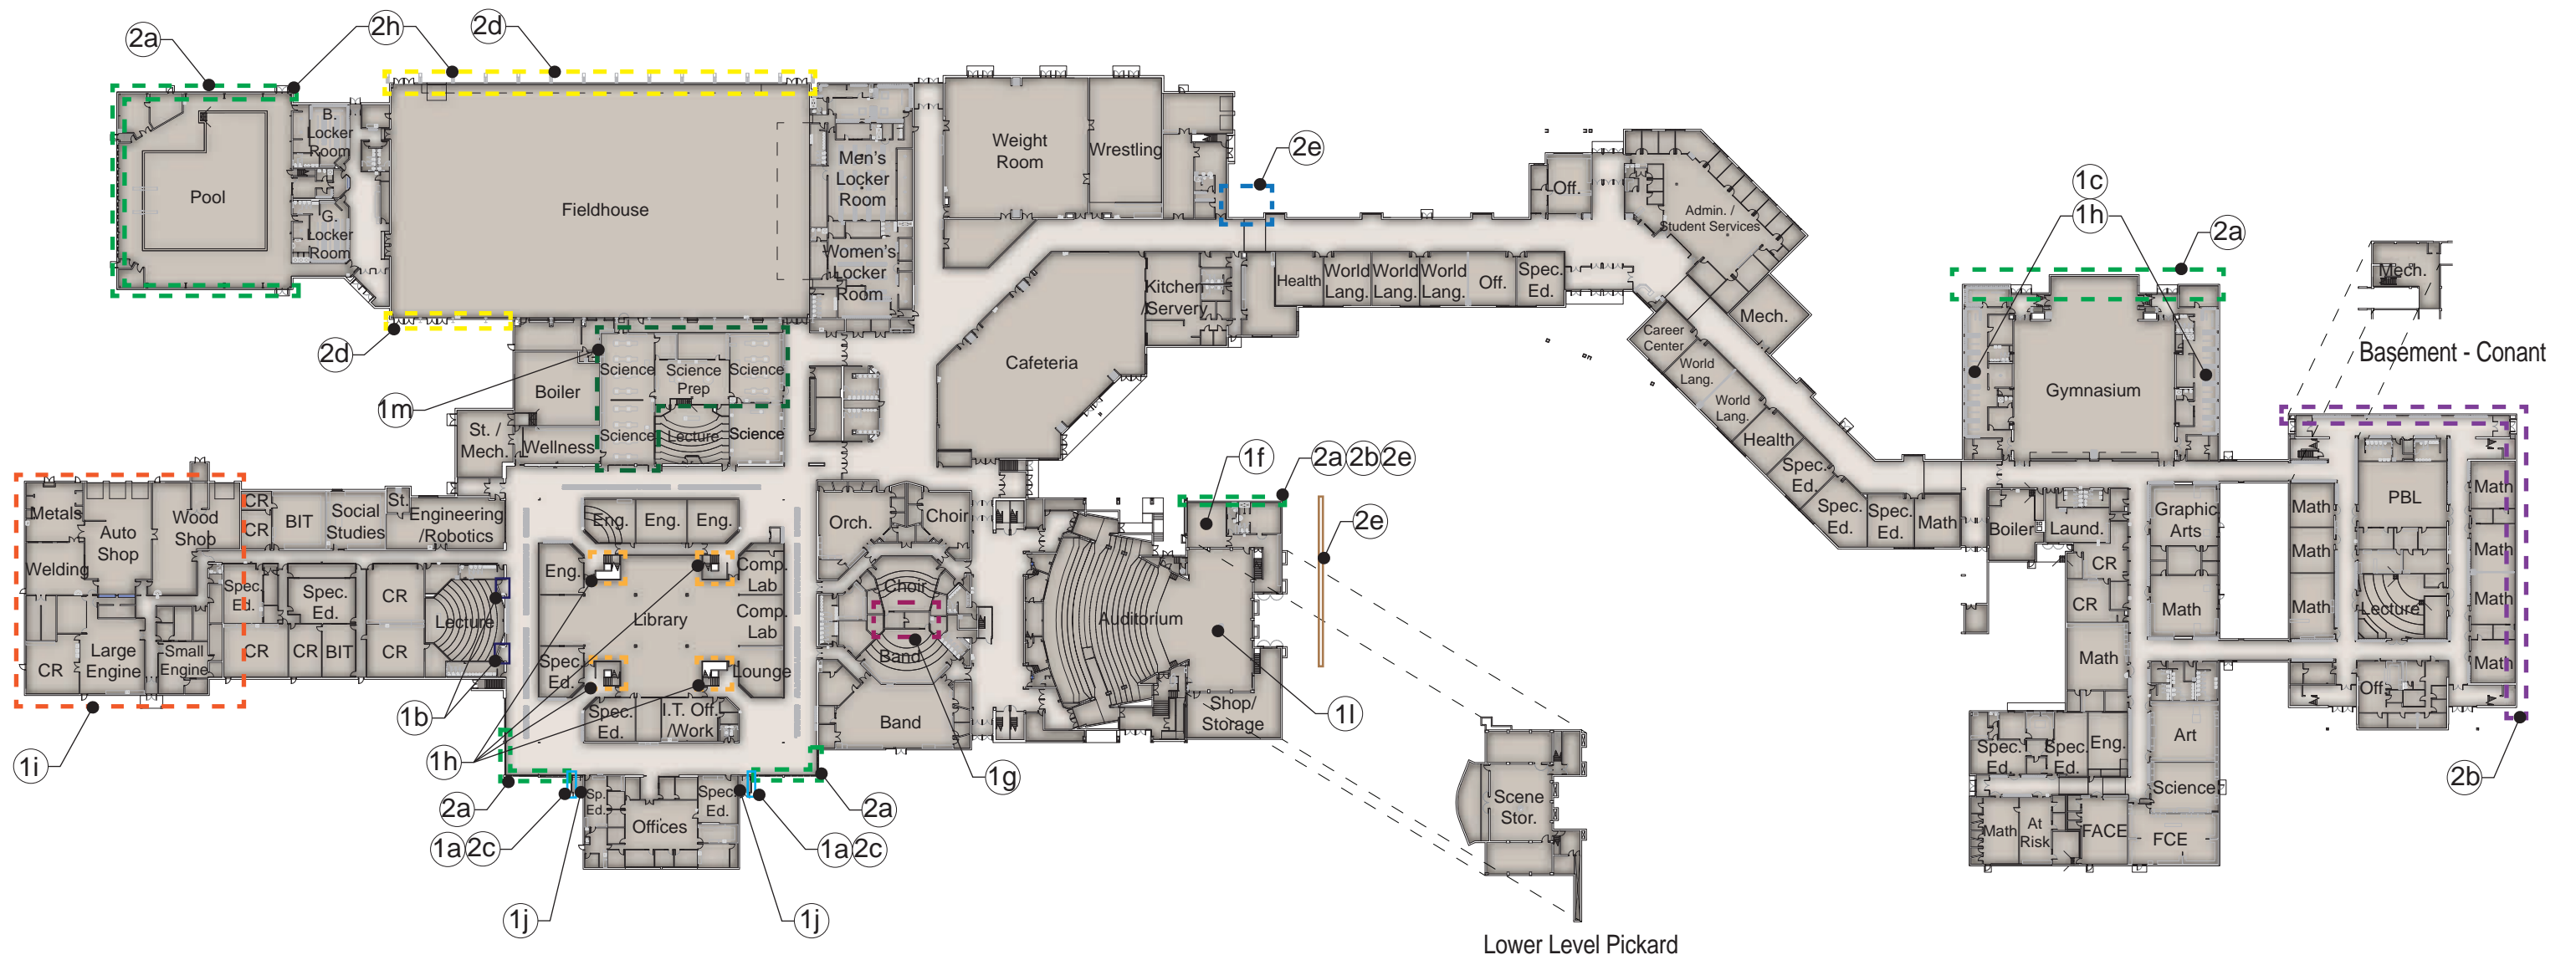 2a
2h
2d
B.
Locker
Room
Pool
G.
Locker
Room
Fieldhouse
Men's
Locker
Room
Women's
Locker
Room
Weight
Room
Wrestling
2e
Off.
Admin. /
Student Services
1c
1h
2a
Mech.
Basement - Conant
2d
Kitchen
/Servery
Health
World
Lang.
World
Lang.
World
Lang.
Off.
Spec.
Ed.
Mech.
Cafeteria
Career
Center
World
Lang.
World
Lang.
Health
Spec.
Ed.
Spec.
Ed.
Spec.
Ed.
Math
Gymnasium
1m
Boiler
Science
Science
Prep
Science
St. /
Mech.
Wellness
Science
Lecture
Science
1f
2a
2b
2e
2e
Metals
Auto
Shop
Wood
Shop
CR
CR
BIT
Social
Studies
St.
Engineering
/Robotics
Welding
Spec.
Ed.
Spec.
Ed.
CR
Lecture
CR
Large
Engine
Small
Engine
CR
CR
BIT
CR
Eng.
Eng.
Eng.
Eng.
Comp.
Lab
Comp.
Lab
Library
Spec.
Ed.
Lounge
Spec.
Ed.
I.T. Off.
/Work
Orch.
Choir
Choir
Band
Band
Auditorium
Shop/
Storage
1l
Boiler
Laund.
Graphic
Arts
CR
CR
Math
Math
Math
Math
Math
PBL
Lecture
Off.
Math
Math
Math
Math
1i
1b
1h
1g
2a
2a
1a
2c
1a
2c
Sp.
Ed.
Spec.
Ed.
Offices
1j
1j
Scene
Stor.
Lower Level Pickard
Spec.
Ed.
Spec.
Ed.
Eng.
Art
Science
Math
At
Risk
FACE
FCE
2b